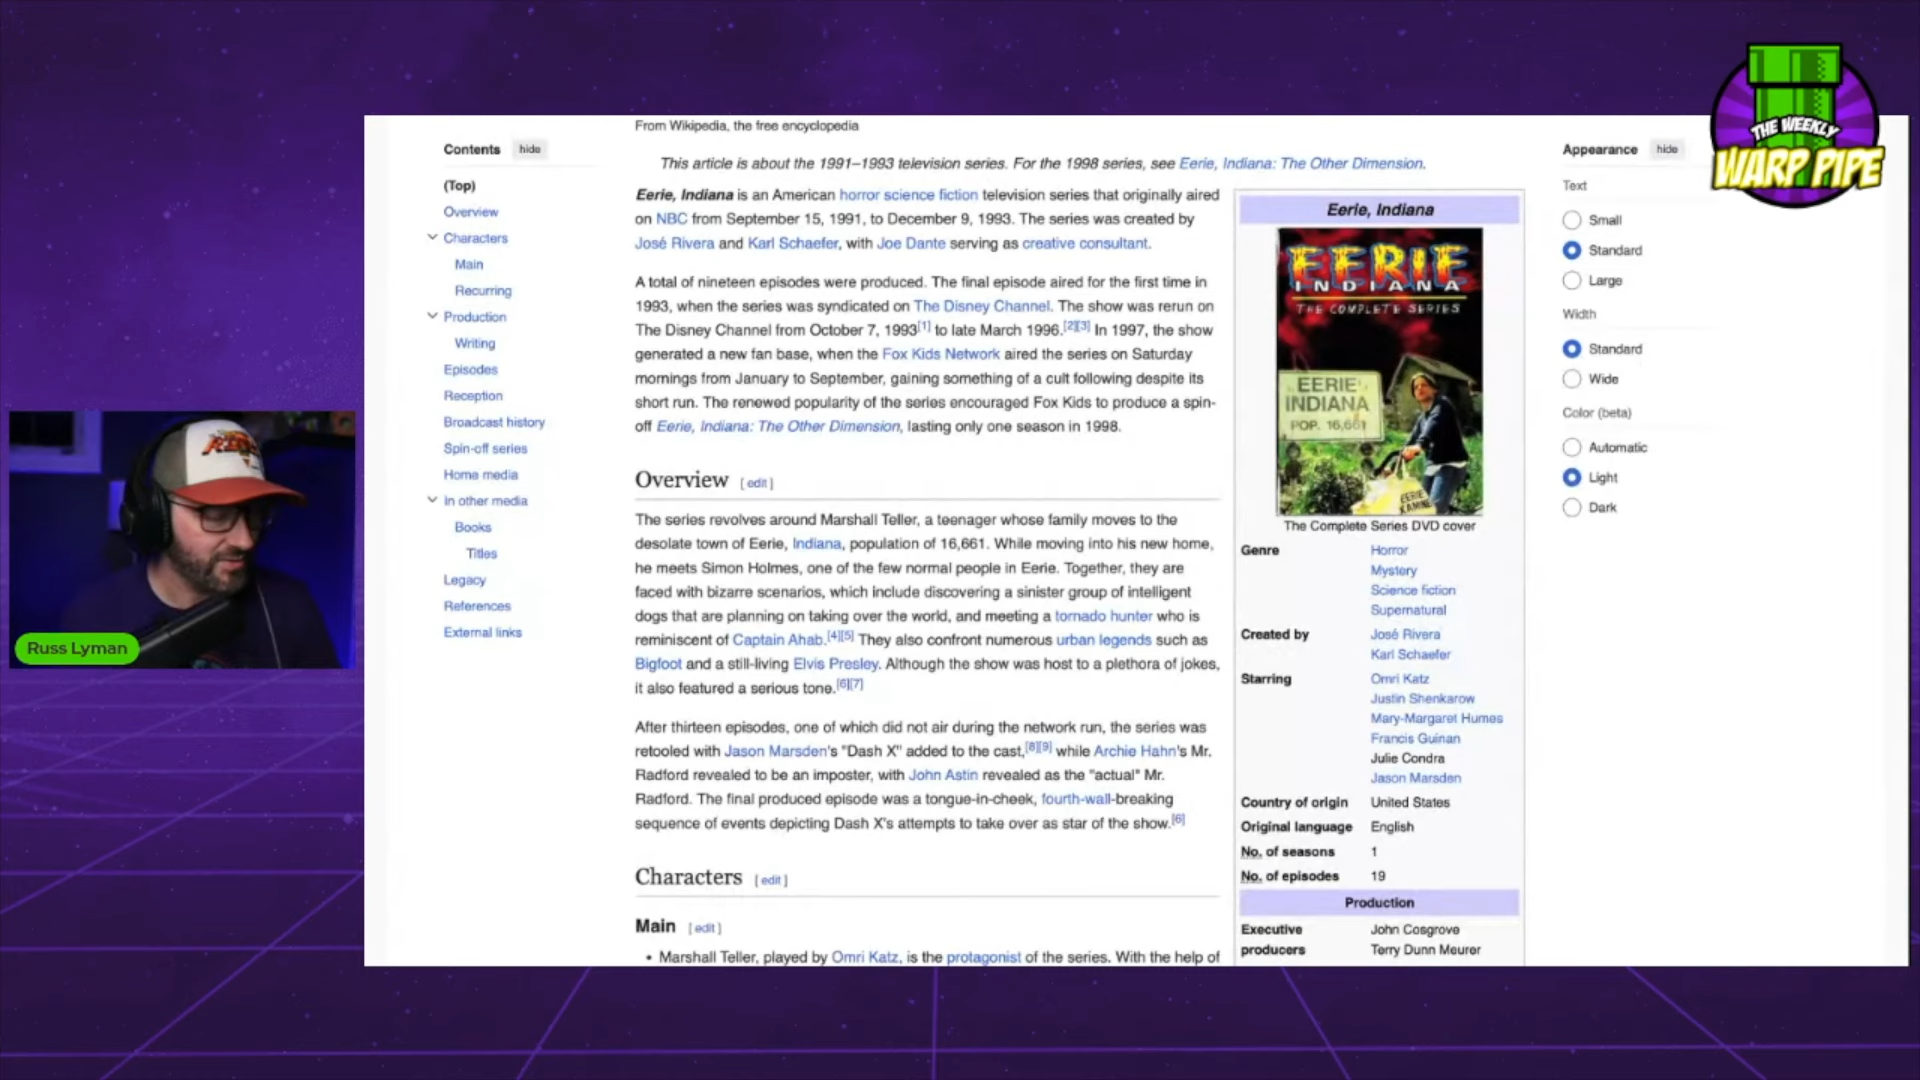 THE WEEKLY
WARP PIPE
From Wikipedia, the free encyclopedia
Contents hide
(Top)
Overview
Characters
Main
Recurring
Production
Writing
Episodes
Reception
Broadcast history
Spin-off series
Home media
In other media
Books
Titles
Legacy
References
External links
This article is about the 1991–1993 television series. For the 1998 series, see Eerie, Indiana: The Other Dimension.
Eerie, Indiana is an American horror science fiction television series that originally aired
on NBC from September 15, 1991, to December 9, 1993. The series was created by
José Rivera and Karl Schaefer, with Joe Dante serving as creative consultant.
A total of nineteen episodes were produced. The final episode aired for the first time in
1993, when the series was syndicated on The Disney Channel. The show was rerun on
The Disney Channel from October 7, 1993[1] to late March 1996.[2][3] In 1997, the show
generated a new fan base, when the Fox Kids Network aired the series on Saturday
mornings from January to September, gaining something of a cult following despite its
short run. The renewed popularity of the series encouraged Fox Kids to produce a spin-
off Eerie, Indiana: The Other Dimension, lasting only one season in 1998.
Overview [ edit ]
The series revolves around Marshall Teller, a teenager whose family moves to the
desolate town of Eerie, Indiana, population of 16,661. While moving into his new home,
he meets Simon Holmes, one of the few normal people in Eerie. Together, they are
faced with bizarre scenarios, which include discovering a sinister group of intelligent
dogs that are planning on taking over the world, and meeting a tornado hunter who is
reminiscent of Captain Ahab.[4][5] They also confront numerous urban legends such as
Bigfoot and a still-living Elvis Presley. Although the show was host to a plethora of jokes,
it also featured a serious tone.[6][7]
After thirteen episodes, one of which did not air during the network run, the series was
retooled with Jason Marsden's "Dash X" added to the cast,[8][9] while Archie Hahn's Mr.
Radford revealed to be an imposter, with John Astin revealed as the "actual" Mr.
Radford. The final produced episode was a tongue-in-cheek, fourth-wall-breaking
sequence of events depicting Dash X's attempts to take over as star of the show.[6]
Characters [ edit ]
Main [ edit ]
• Marshall Teller, played by Omri Katz, is the protagonist of the series. With the help of
Eerie, Indiana
EERIE
INDIANA
THE COMPLETE SERIES
EERIE
INDIANA
POP. 16,661
EERIE
The Complete Series DVD cover
Genre Horror
Mystery
Science fiction
Supernatural
Created by José Rivera
Karl Schaefer
Starring Omri Katz
Justin Shenkarow
Mary-Margaret Humes
Francis Guinan
Julie Condra
Jason Marsden
Country of origin United States
Original language English
No. of seasons 1
No. of episodes 19
Production
Executive John Cosgrove
producers Terry Dunn Meurer
Appearance hide
Text
Small
Standard
Large
Width
Standard
Wide
Color (beta)
Automatic
Light
Dark
Russ Lyman